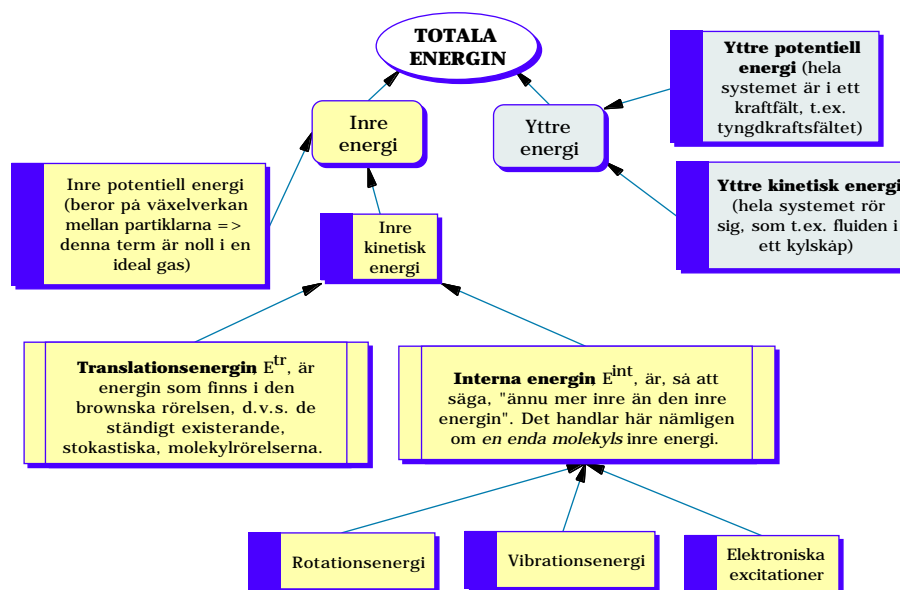 TOTALA
ENERGIN
Yttre potentiell
energi (hela
systemet är i ett
kraftfält, t.ex.
tyngdkraftsfältet)
Inre
energi
Yttre
energi
Inre potentiell energi
(beror på växelverkan
mellan partiklarna =>
denna term är noll i en
ideal gas)
Yttre kinetisk energi
(hela systemet rör
sig, som t.ex. fluiden i
ett kylskåp)
Inre
kinetisk
energi
Translationsenergin, E^tr, är
energin som finns i den
brownska rörelsen, d.v.s. de
ständigt existerande,
stokastiska, molekylrörelserna.
Interna energin, E^int, är, så att
säga, "ännu mer inre än den inre
energin". Det handlar här nämligen
om en enda molekyls inre energi.
Rotationsenergi
Vibrationsenergi
Elektroniska
excitationer